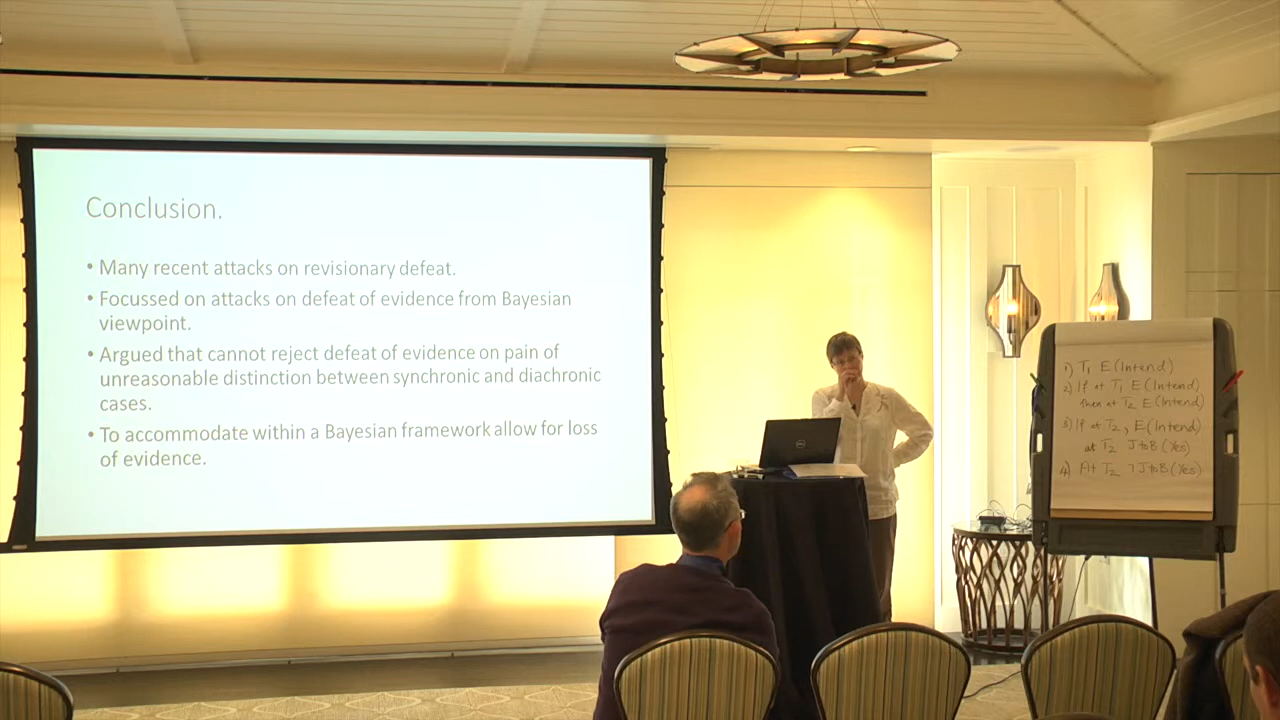 Conclusion.
• Many recent attacks on revisionary defeat.
• Focussed on attacks on defeat of evidence from Bayesian
viewpoint.
• Argued that cannot reject defeat of evidence on pain of
unreasonable distinction between synchronic and diachronic
cases.
• To accommodate within a Bayesian framework allow for loss
of evidence.
1) T1 E(Intend)
2) If at T1 E(Intend)
then at T2 E(Intend)
3) If at T2, E(Intend)
at T2 JtoB(Yes)
4) At T2 ¬JtoB(Yes)
DELL